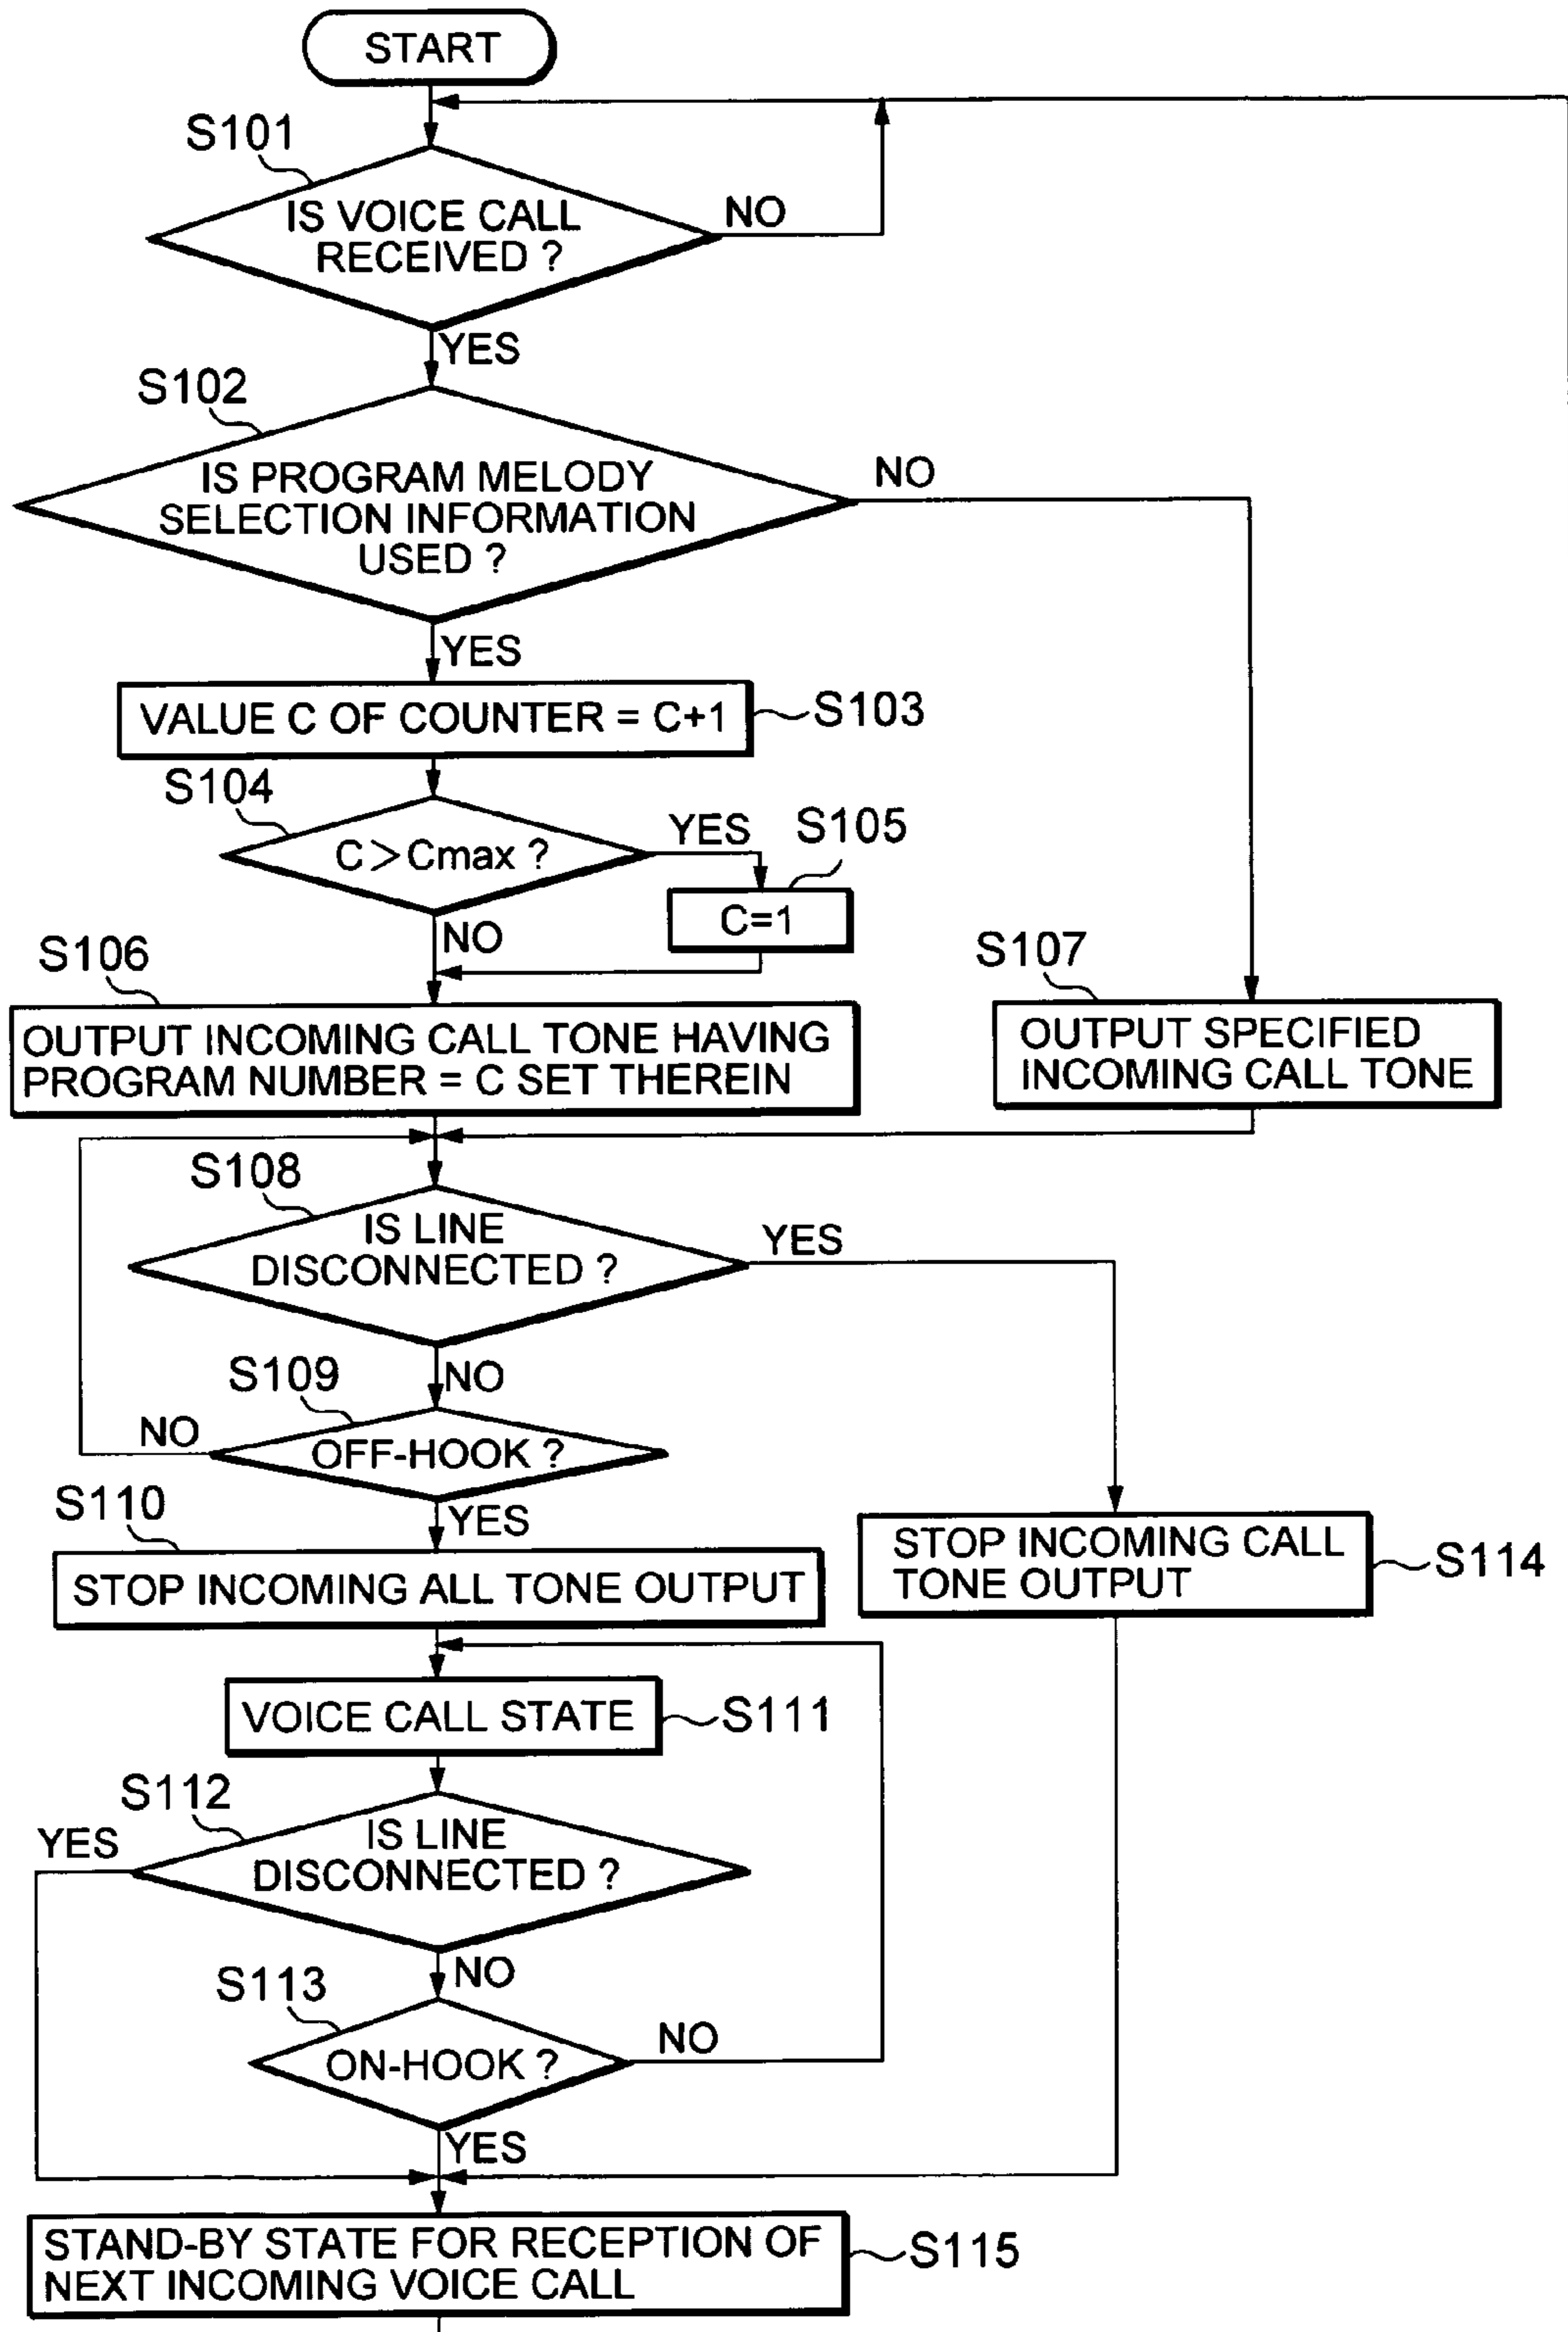 START
S101
IS VOICE CALL
RECEIVED ?
NO
YES
S102
IS PROGRAM MELODY
SELECTION INFORMATION
USED ?
NO
YES
VALUE C OF COUNTER = C+1
S103
S104
C>Cmax ?
YES
S105
C=1
NO
S106
OUTPUT INCOMING CALL TONE HAVING
PROGRAM NUMBER = C SET THEREIN
S107
OUTPUT SPECIFIED
INCOMING CALL TONE
S108
IS LINE
DISCONNECTED ?
YES
NO
S109
OFF-HOOK ?
NO
YES
S110
STOP INCOMING ALL TONE OUTPUT
STOP INCOMING CALL
TONE OUTPUT
S114
VOICE CALL STATE
S111
S112
IS LINE
DISCONNECTED ?
YES
NO
S113
ON-HOOK ?
NO
YES
STAND-BY STATE FOR RECEPTION OF
NEXT INCOMING VOICE CALL
S115